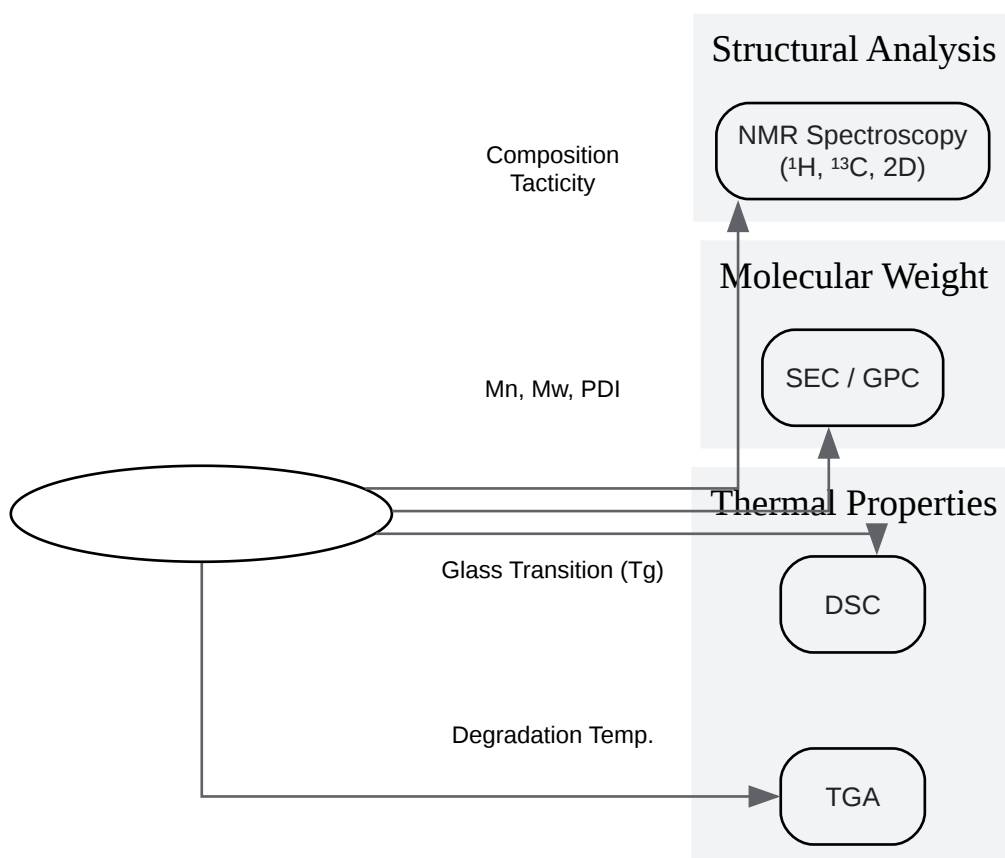 Structural Analysis
NMR Spectroscopy
(¹H, ¹³C, 2D)
Composition
Tacticity
Molecular Weight
SEC / GPC
Mn, Mw, PDI
Thermal Properties
Glass Transition (Tg)
DSC
Degradation Temp.
TGA